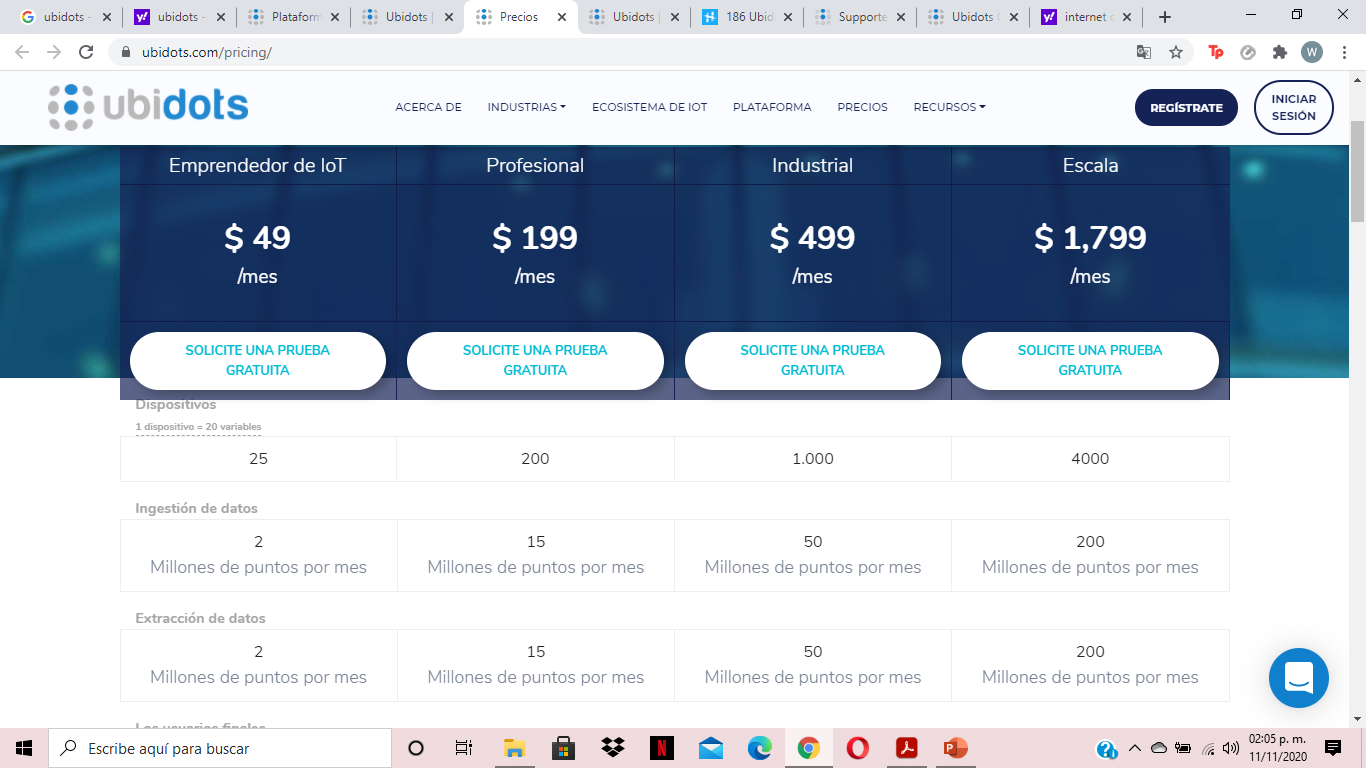 ubidots -
ubidots -
Plataform
Ubidots |
Precios
Ubidots |
186 Ubid
Supporte
Ubidots C
internet c
ubidots.com/pricing/
W
ubidots
ACERCA DE
INDUSTRIAS
ECOSISTEMA DE IOT
PLATAFORMA
PRECIOS
RECURSOS
REGÍSTRATE
INICIAR
SESIÓN
Emprendedor de IoT
Profesional
Industrial
Escala
$ 49
$ 199
$ 499
$ 1,799
/mes
/mes
/mes
/mes
SOLICITE UNA PRUEBA
GRATUITA
SOLICITE UNA PRUEBA
GRATUITA
SOLICITE UNA PRUEBA
GRATUITA
SOLICITE UNA PRUEBA
GRATUITA
Dispositivos
1 dispositivo = 20 variables
25
200
1.000
4000
Ingestión de datos
2
Millones de puntos por mes
15
Millones de puntos por mes
50
Millones de puntos por mes
200
Millones de puntos por mes
Extracción de datos
2
Millones de puntos por mes
15
Millones de puntos por mes
50
Millones de puntos por mes
200
Millones de puntos por mes
Los usuarios finales
Escribe aquí para buscar
02:05 p. m.
11/11/2020